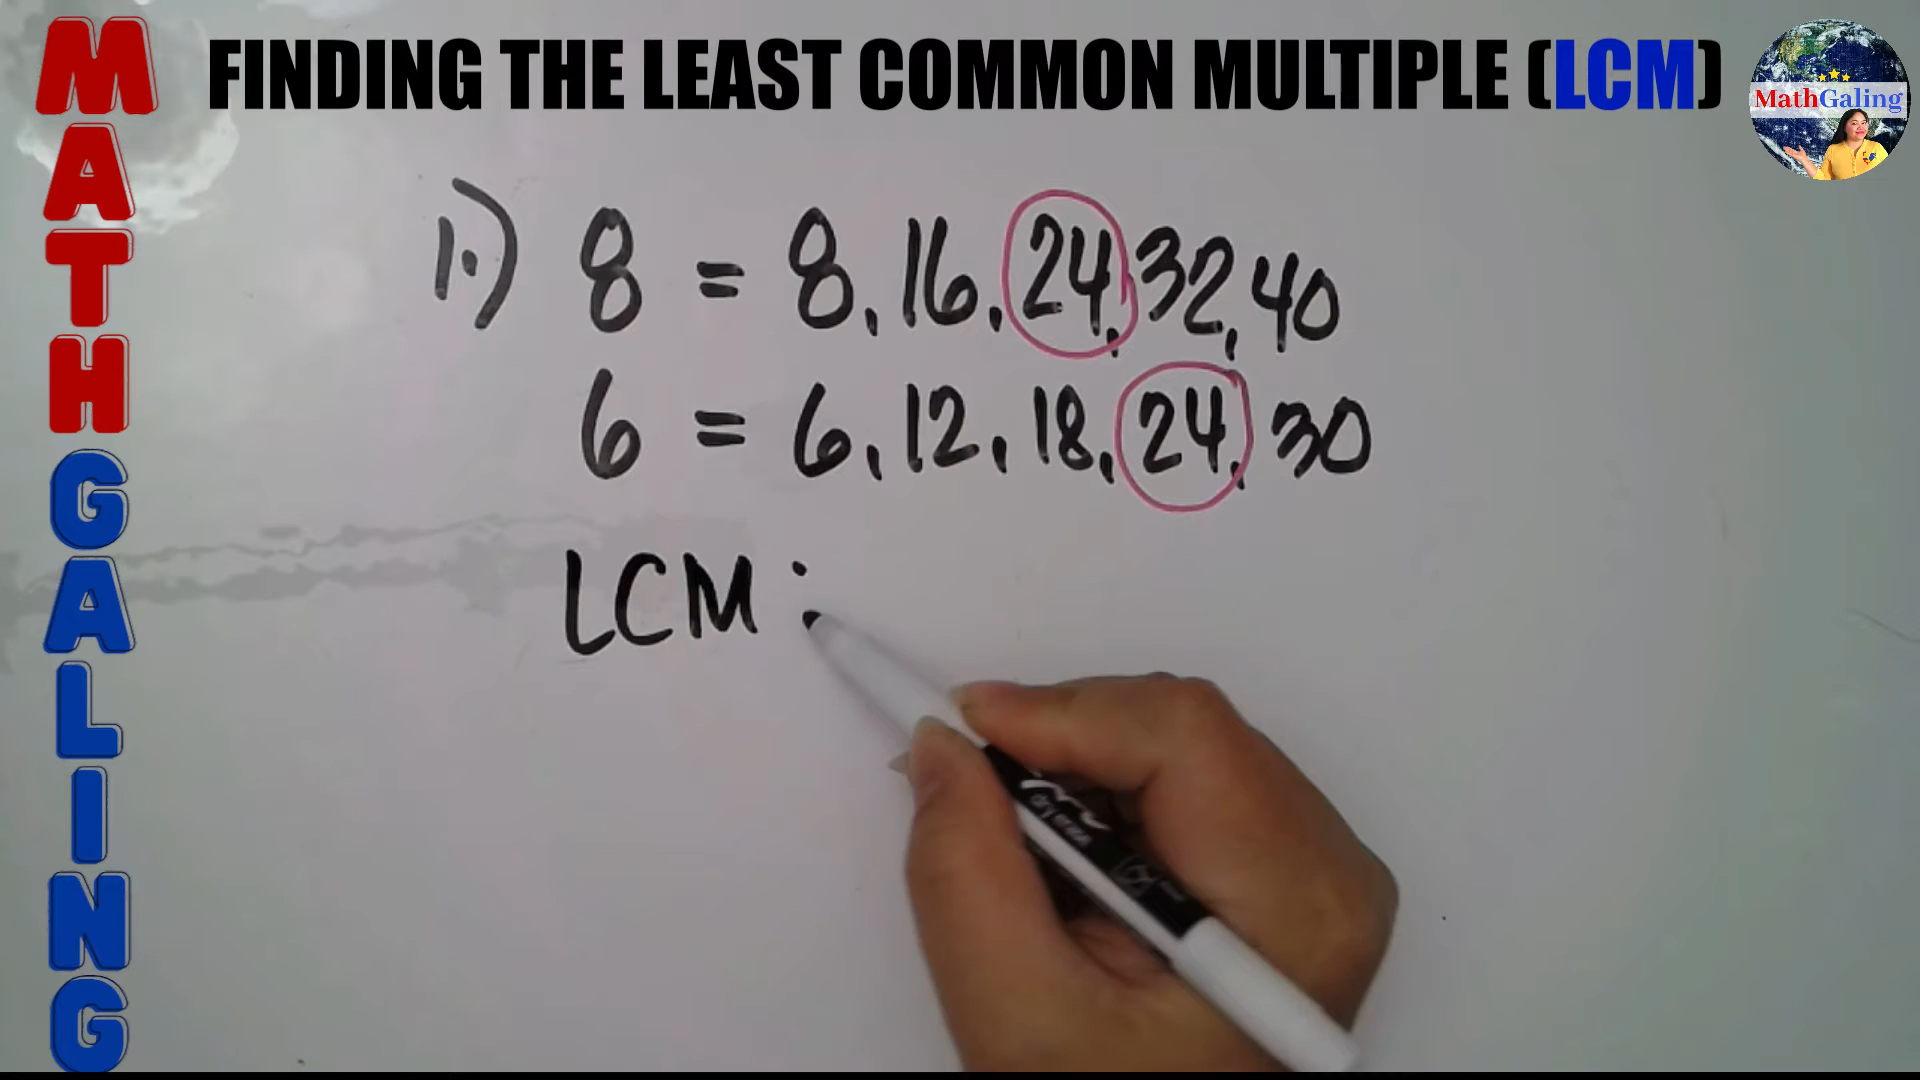 MATH GALING
FINDING THE LEAST COMMON MULTIPLE (LCM)
MathGaling
1.) 8 = 8, 16, 24, 32, 40
6 = 6, 12, 18, 24, 30
LCM :